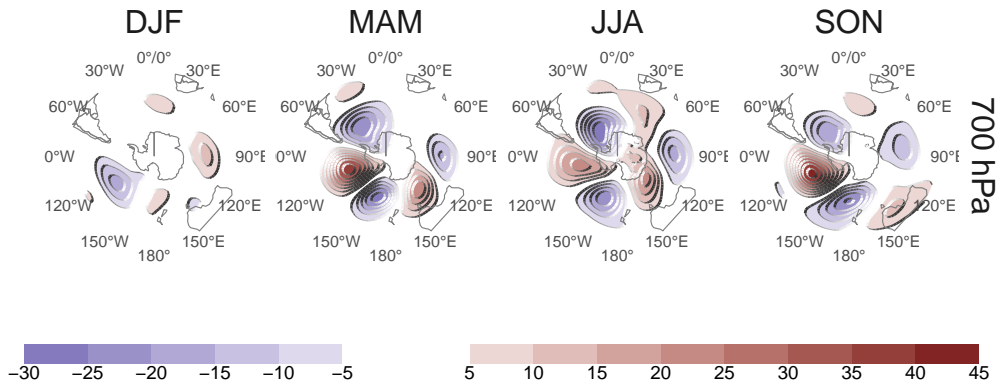 DJF MAM JJA SON
0°/0° 0°/0° 0°/0° 0°/0°
30°W 30°E 30°W 30°E 30°W 30°E 30°W 30°E
60°W 60°E 60°W 60°E 60°W 60°E 60°W 60°E
0°W 90°E 0°W 90°E 0°W 90°E 0°W 90°E
120°W 120°E 120°W 120°E 120°W 120°E 120°W 120°E
150°W 150°E 150°W 150°E 150°W 150°E 150°W 150°E
180° 180° 180° 180°
700 hPa
−30 −25 −20 −15 −10 −5 5 10 15 20 25 30 35 40 45